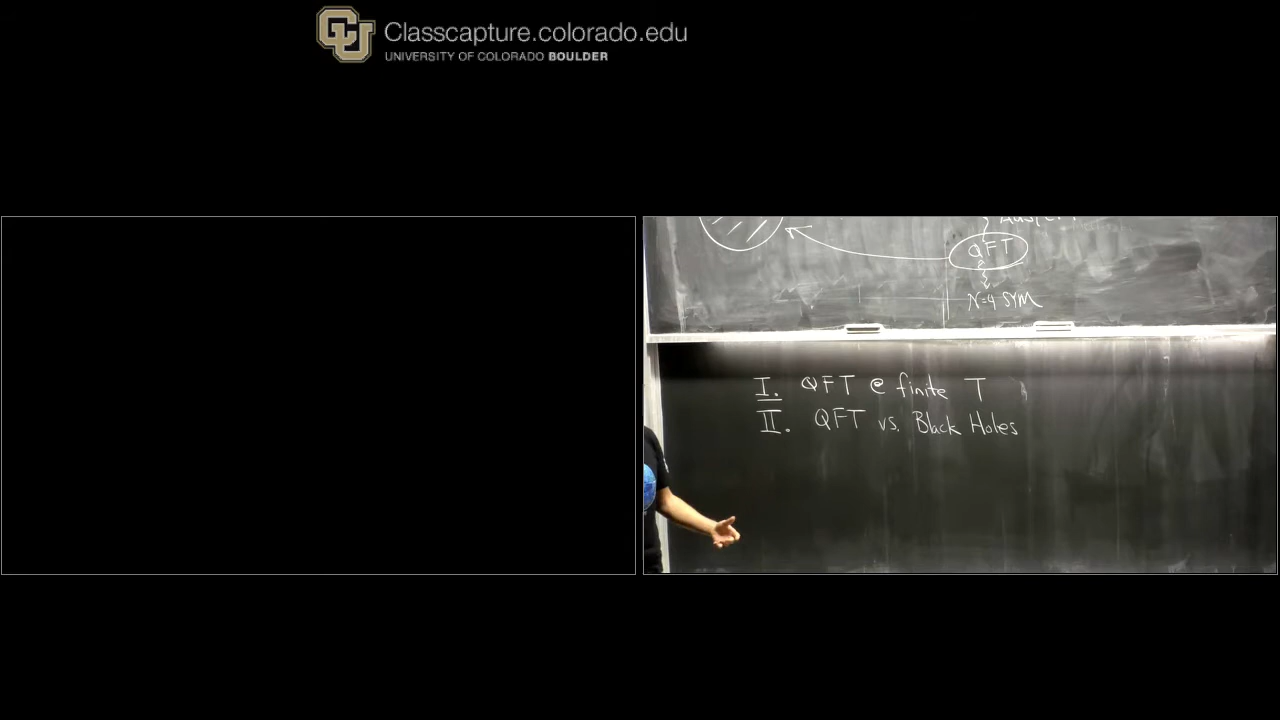 Classcapture.colorado.edu
UNIVERSITY OF COLORADO BOULDER
QFT
N=4 SYM
I. QFT @ finite T
II. QFT vs. Black Holes